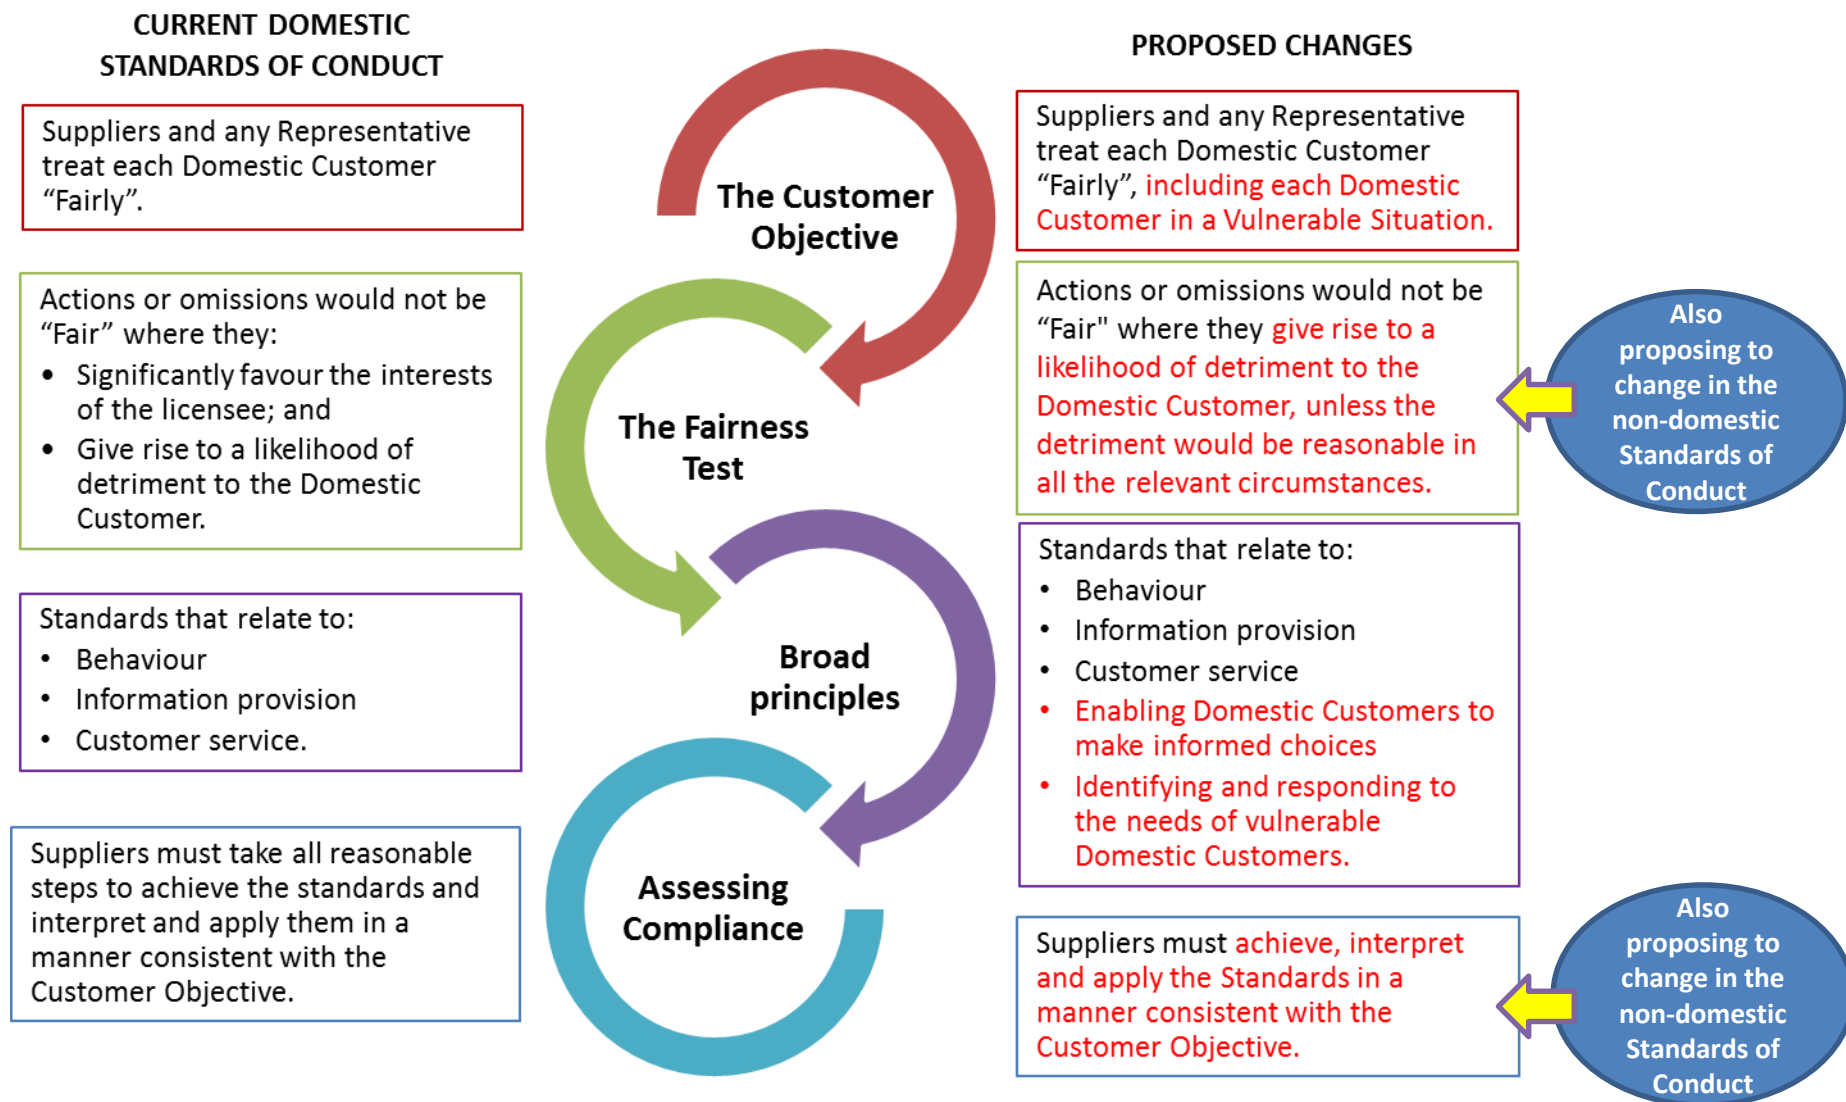 CURRENT DOMESTIC
STANDARDS OF CONDUCT
Suppliers and any Representative
treat each Domestic Customer
“Fairly”.
Actions or omissions would not be
“Fair” where they:
• Significantly favour the interests
of the licensee; and
• Give rise to a likelihood of
detriment to the Domestic
Customer.
Standards that relate to:
• Behaviour
• Information provision
• Customer service.
Suppliers must take all reasonable
steps to achieve the standards and
interpret and apply them in a
manner consistent with the
Customer Objective.
The Customer
Objective
The Fairness
Test
Broad
principles
Assessing
Compliance
PROPOSED CHANGES
Suppliers and any Representative
treat each Domestic Customer
“Fairly”, including each Domestic
Customer in a Vulnerable Situation.
Actions or omissions would not be
“Fair" where they give rise to a
likelihood of detriment to the
Domestic Customer, unless the
detriment would be reasonable in
all the relevant circumstances.
Standards that relate to:
• Behaviour
• Information provision
• Customer service
• Enabling Domestic Customers to
make informed choices
• Identifying and responding to
the needs of vulnerable
Domestic Customers.
Suppliers must achieve, interpret
and apply the Standards in a
manner consistent with the
Customer Objective.
Also
proposing to
change in the
non-domestic
Standards of
Conduct
Also
proposing to
change in the
non-domestic
Standards of
Conduct